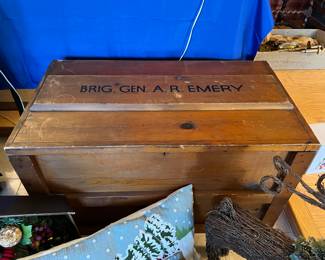 BRIG. GEN. A. R. EMERY